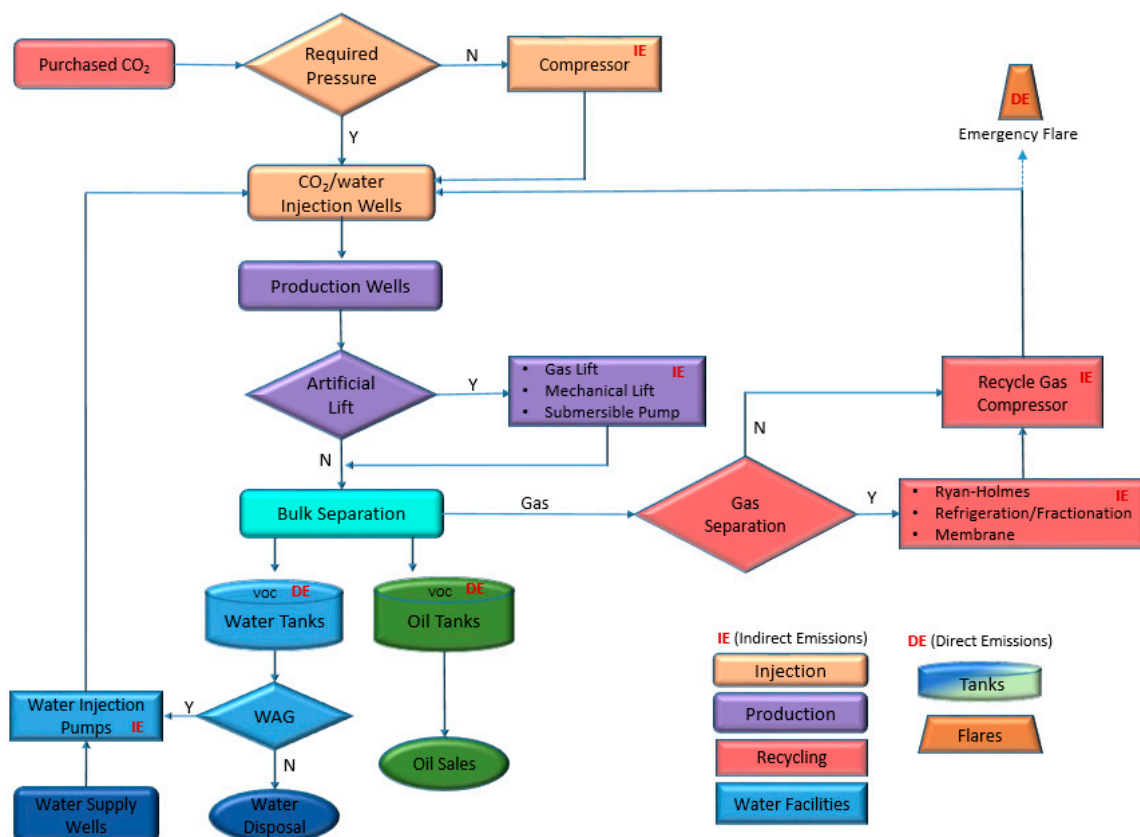 Purchased CO₂
Required
Pressure
N
Compressor
IE
DE
Emergency Flare
Y
CO₂/water
Injection Wells
Production Wells
Artificial
Lift
Y
• Gas Lift
• Mechanical Lift
• Submersible Pump
IE
N
Recycle Gas
Compressor
IE
N
Bulk Separation
Gas
Gas
Separation
Y
• Ryan-Holmes
• Refrigeration/Fractionation
• Membrane
IE
VOC DE
Water Tanks
VOC DE
Oil Tanks
Water Injection
Pumps IE
Y
WAG
N
Oil Sales
Water Supply
Wells
Water
Disposal
IE (Indirect Emissions)
Injection
Production
Recycling
Water Facilities
DE (Direct Emissions)
Tanks
Flares